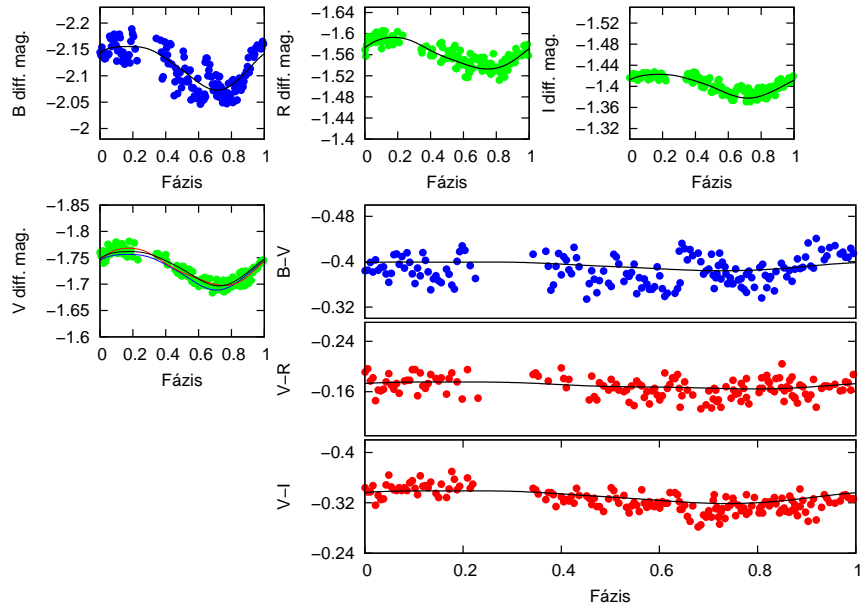 −2.2
−2.15
−2.1
−2.05
−2
B diff. mag.
0 0.2 0.4 0.6 0.8 1
Fázis
−1.64
−1.6
−1.56
−1.52
−1.48
−1.44
−1.4
R diff. mag.
0 0.2 0.4 0.6 0.8 1
Fázis
−1.52
−1.48
−1.44
−1.4
−1.36
−1.32
I diff. mag.
0 0.2 0.4 0.6 0.8 1
Fázis
−1.85
−1.8
−1.75
−1.7
−1.65
−1.6
V diff. mag.
0 0.2 0.4 0.6 0.8 1
Fázis
−0.48
−0.4
−0.32
B−V
−0.24
−0.16
V−R
−0.4
−0.32
−0.24
V−I
0 0.2 0.4 0.6 0.8 1
Fázis